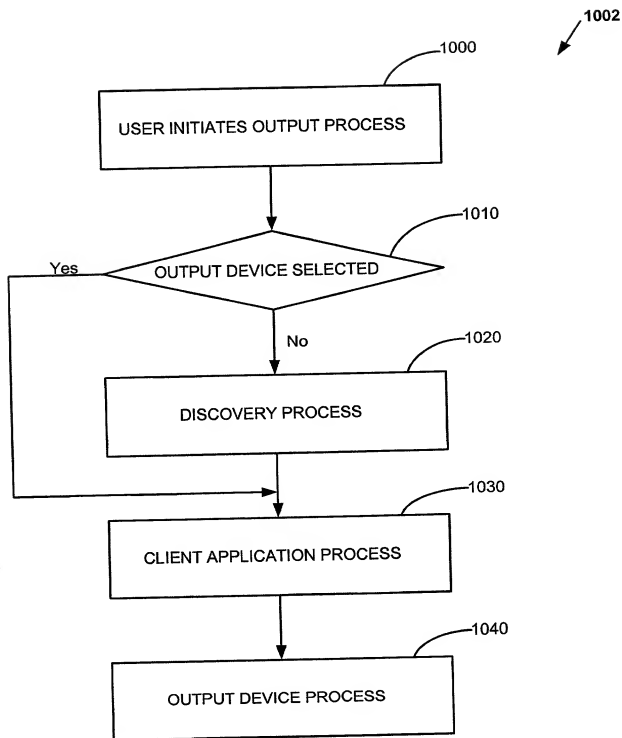 1002
1000
USER INITIATES OUTPUT PROCESS
1010
Yes
OUTPUT DEVICE SELECTED
No
1020
DISCOVERY PROCESS
1030
CLIENT APPLICATION PROCESS
1040
OUTPUT DEVICE PROCESS